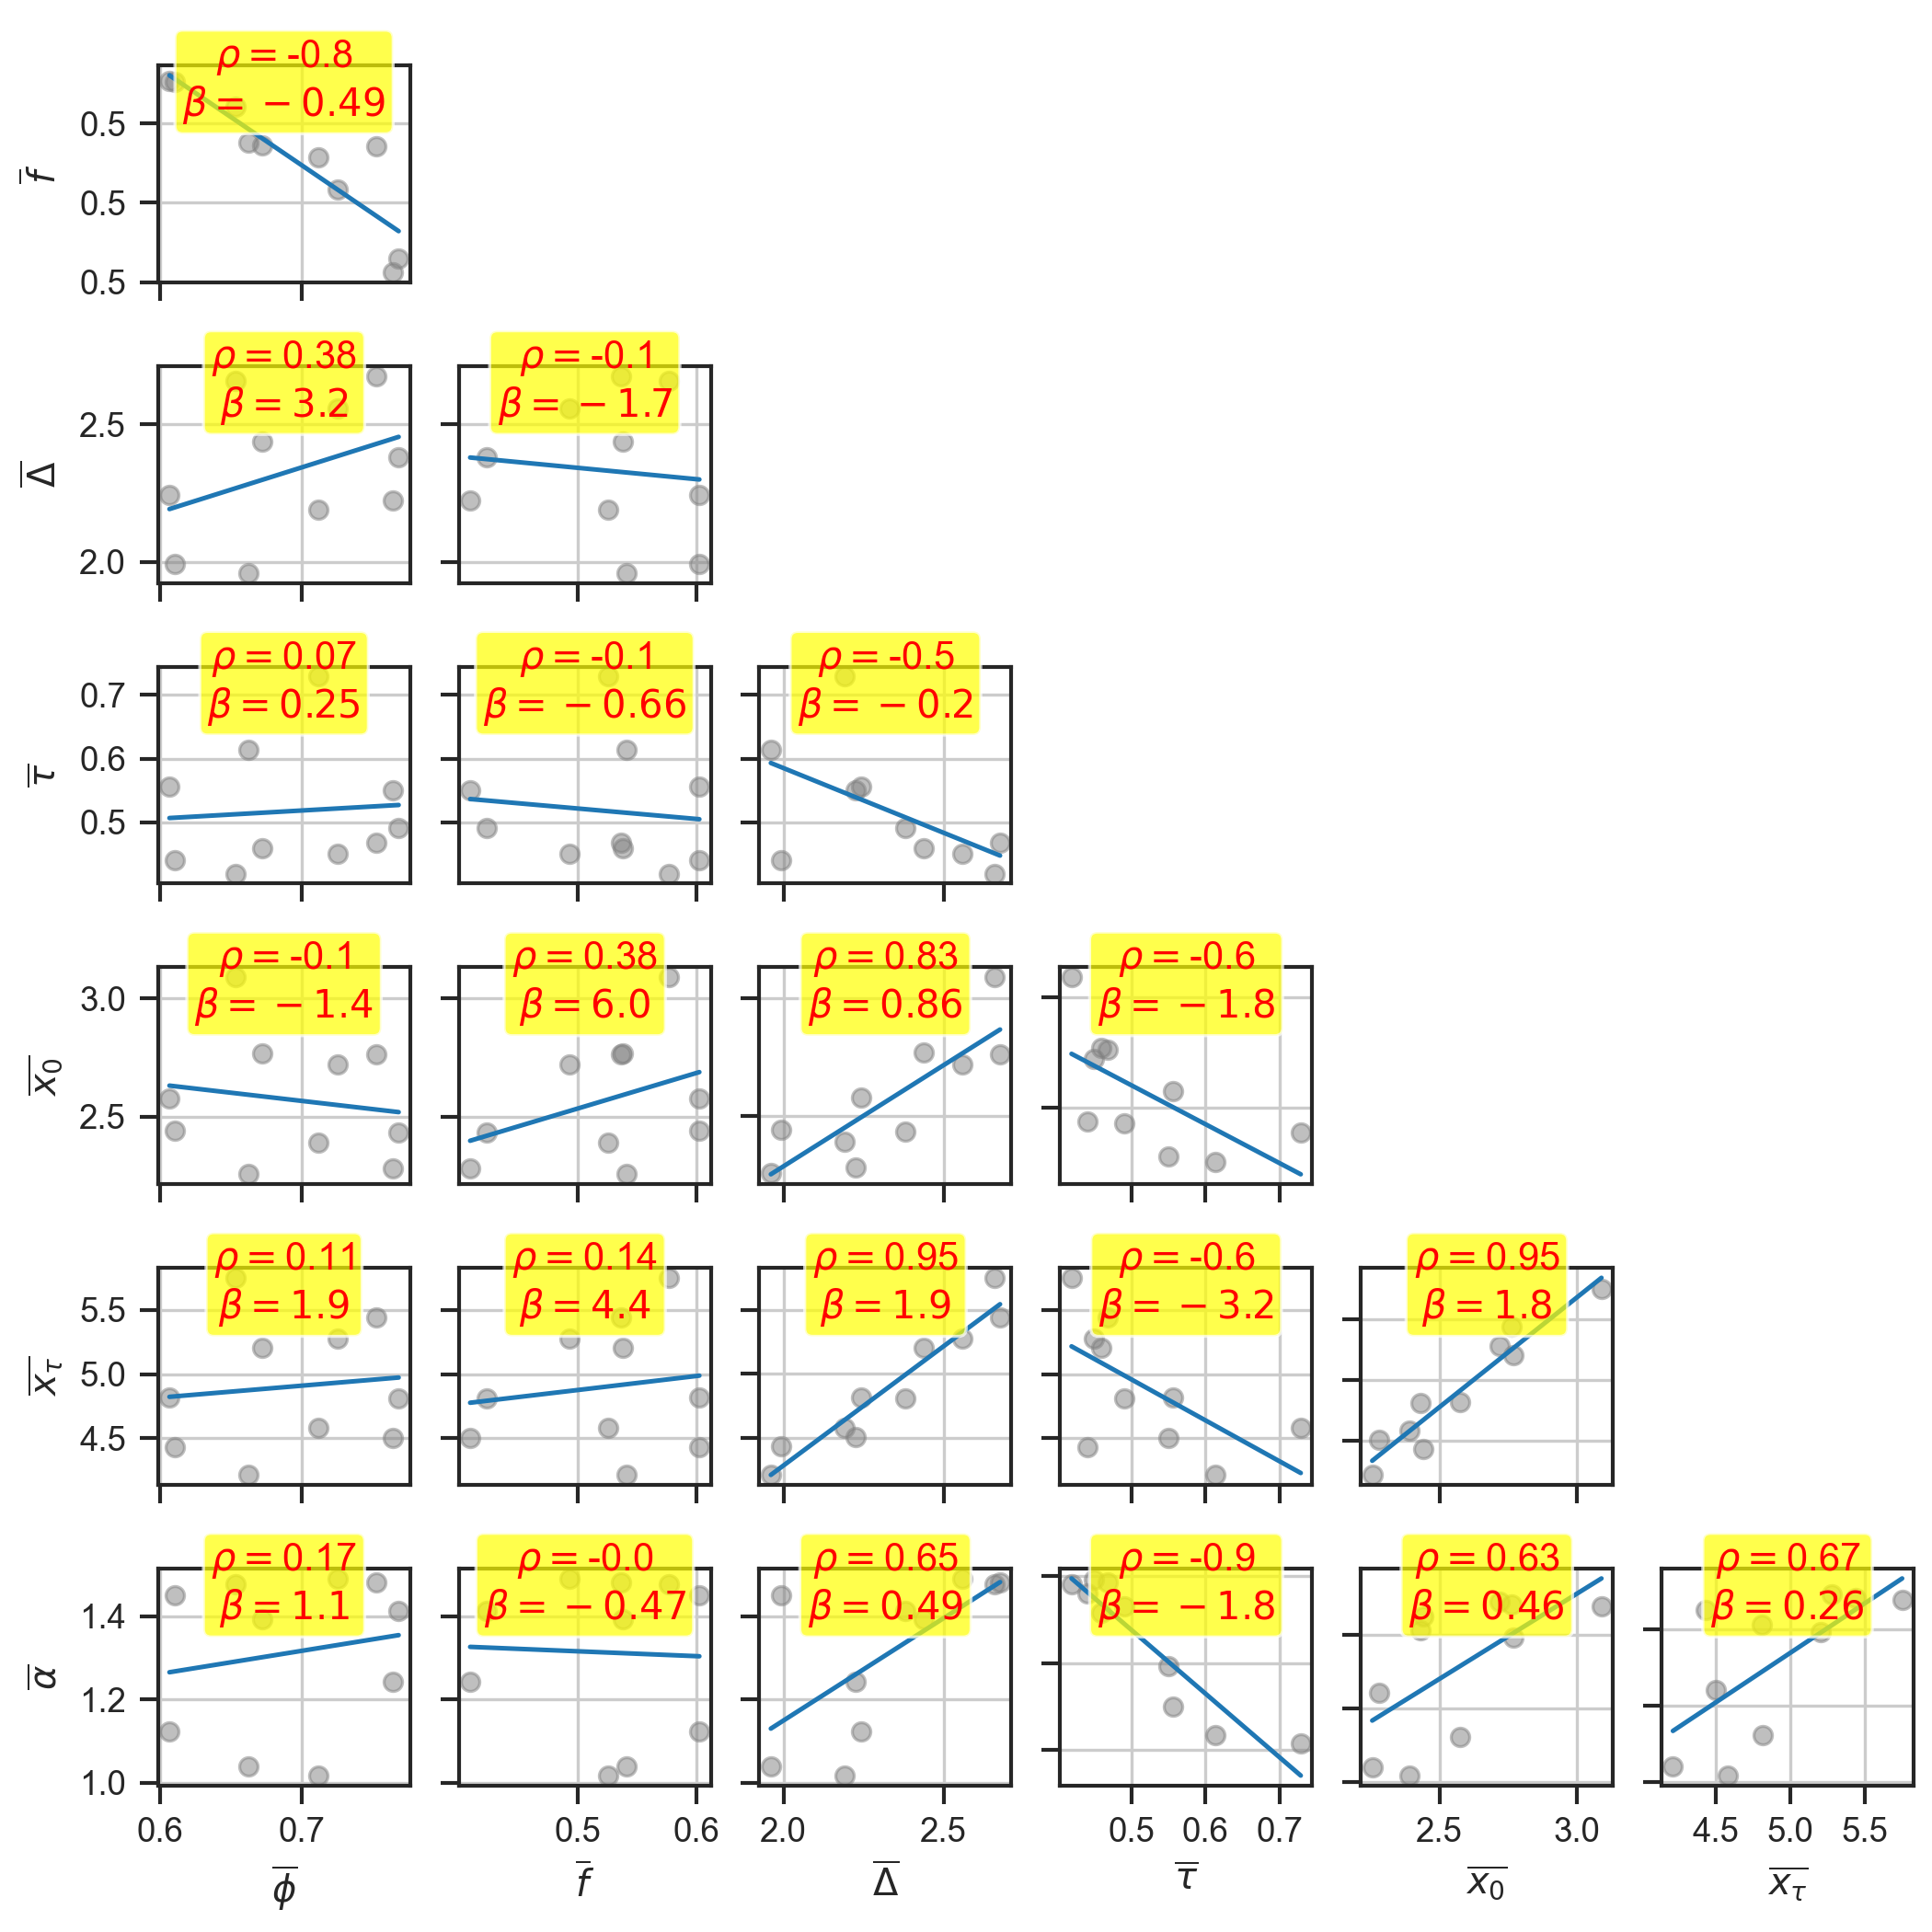 ρ = -0.8
β = −0.49
0.5
0.5
0.5
f̅
ρ = 0.38
β = 3.2
ρ = -0.1
β = −1.7
2.5
2.0
Δ̅
ρ = 0.07
β = 0.25
ρ = -0.1
β = −0.66
ρ = -0.5
β = −0.2
0.7
0.6
0.5
τ̅
ρ = -0.1
β = −1.4
ρ = 0.38
β = 6.0
ρ = 0.83
β = 0.86
ρ = -0.6
β = −1.8
3.0
2.5
x̅₀
ρ = 0.11
β = 1.9
ρ = 0.14
β = 4.4
ρ = 0.95
β = 1.9
ρ = -0.6
β = −3.2
ρ = 0.95
β = 1.8
5.5
5.0
4.5
x̅_τ
ρ = 0.17
β = 1.1
ρ = -0.0
β = −0.47
ρ = 0.65
β = 0.49
ρ = -0.9
β = −1.8
ρ = 0.63
β = 0.46
ρ = 0.67
β = 0.26
1.4
1.2
1.0
α̅
0.6 0.7 0.5 0.6 2.0 2.5 0.5 0.6 0.7 2.5 3.0 4.5 5.0 5.5
ϕ̅ f̅ Δ̅ τ̅ x̅₀ x̅_τ